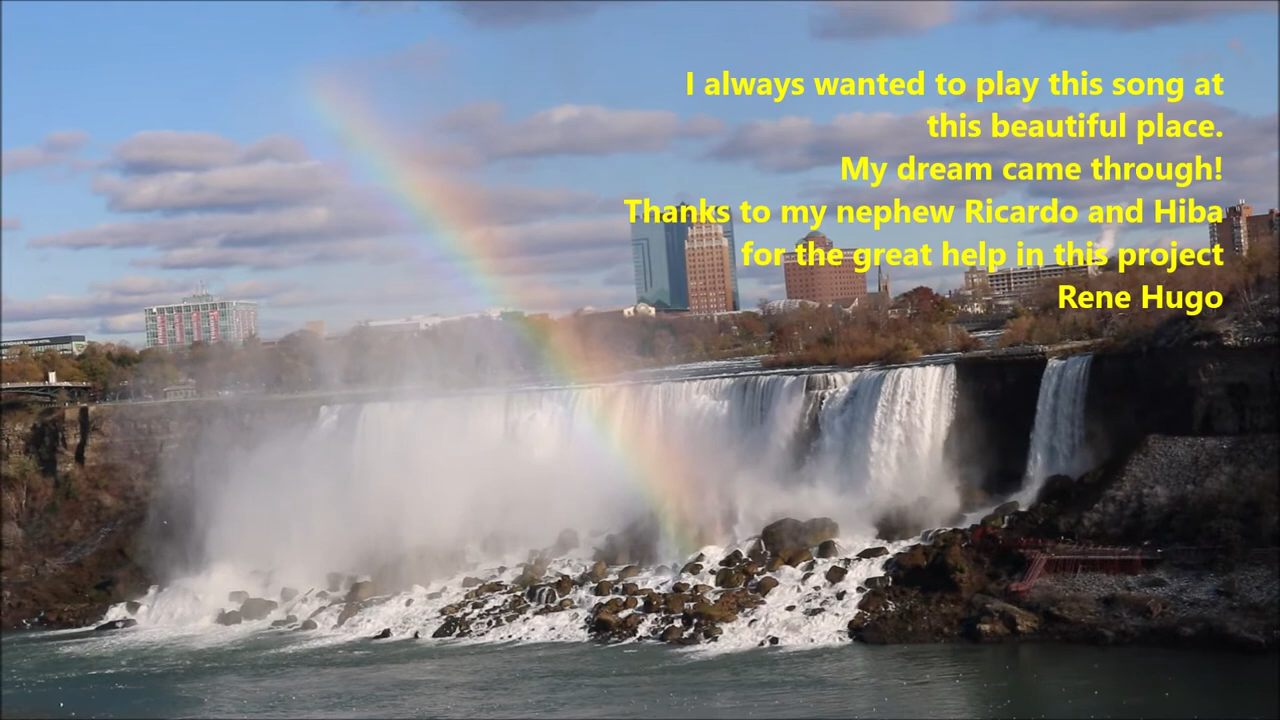 I always wanted to play this song at
this beautiful place.
My dream came through!
Thanks to my nephew Ricardo and Hiba
for the great help in this project
Rene Hugo